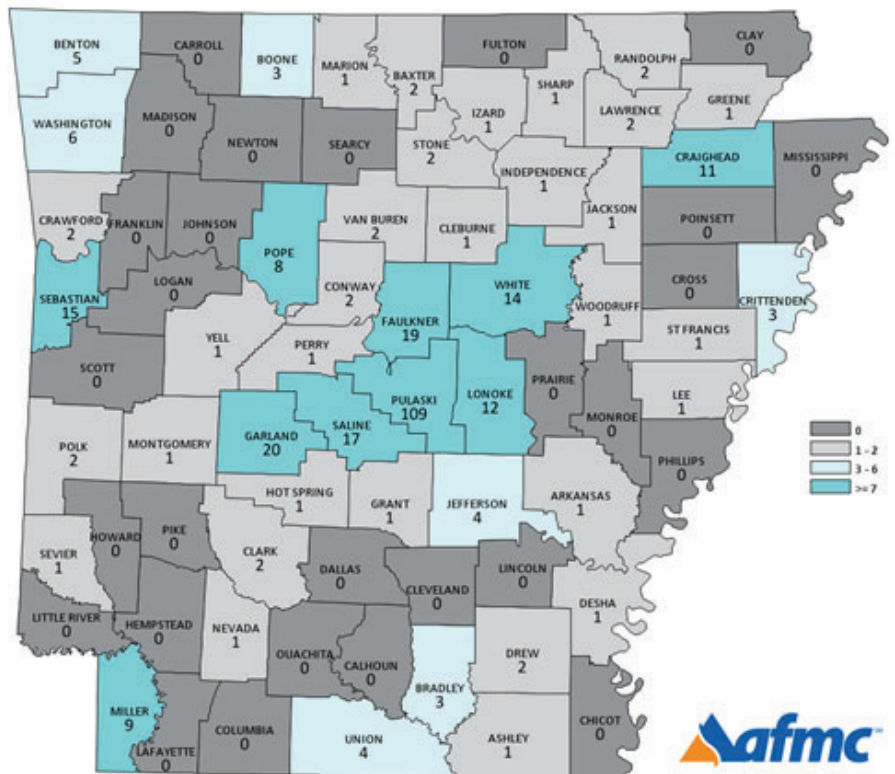 BENTON
5
CARROLL
0
BOONE
3
MARION
1
BAXTER
2
FULTON
0
SHARP
1
RANDOLPH
2
CLAY
0
IZARD
1
LAWRENCE
2
GREENE
1
WASHINGTON
6
MADISON
0
NEWTON
0
SEARCY
0
STONE
2
INDEPENDENCE
1
CRAIGHEAD
11
MISSISSIPPI
0
CRAWFORD
2
FRANKLIN
0
JOHNSON
0
POPE
8
VAN BUREN
2
CLEBURNE
1
JACKSON
1
POINSETT
0
SEBASTIAN
15
LOGAN
0
CONWAY
2
FAULKNER
19
WHITE
14
WOODRUFF
1
CROSS
0
CRITTENDEN
3
SCOTT
0
YELL
1
PERRY
1
ST FRANCIS
1
POLK
2
MONTGOMERY
1
GARLAND
20
SALINE
17
PULASKI
109
LONOKE
12
PRAIRIE
0
MONROE
0
LEE
1
PHILLIPS
0
HOT SPRING
1
GRANT
1
JEFFERSON
4
ARKANSAS
1
SEVIER
1
HOWARD
0
PIKE
0
CLARK
2
DALLAS
0
CLEVELAND
0
LINCOLN
0
DESHA
1
LITTLE RIVER
0
HEMPSTEAD
0
NEVADA
1
OUACHITA
0
CALHOUN
0
BRADLEY
3
DREW
2
CHICOT
0
MILLER
9
LAFAYETTE
0
COLUMBIA
0
UNION
4
ASHLEY
1
0
1 - 2
3 - 6
>= 7
afmc